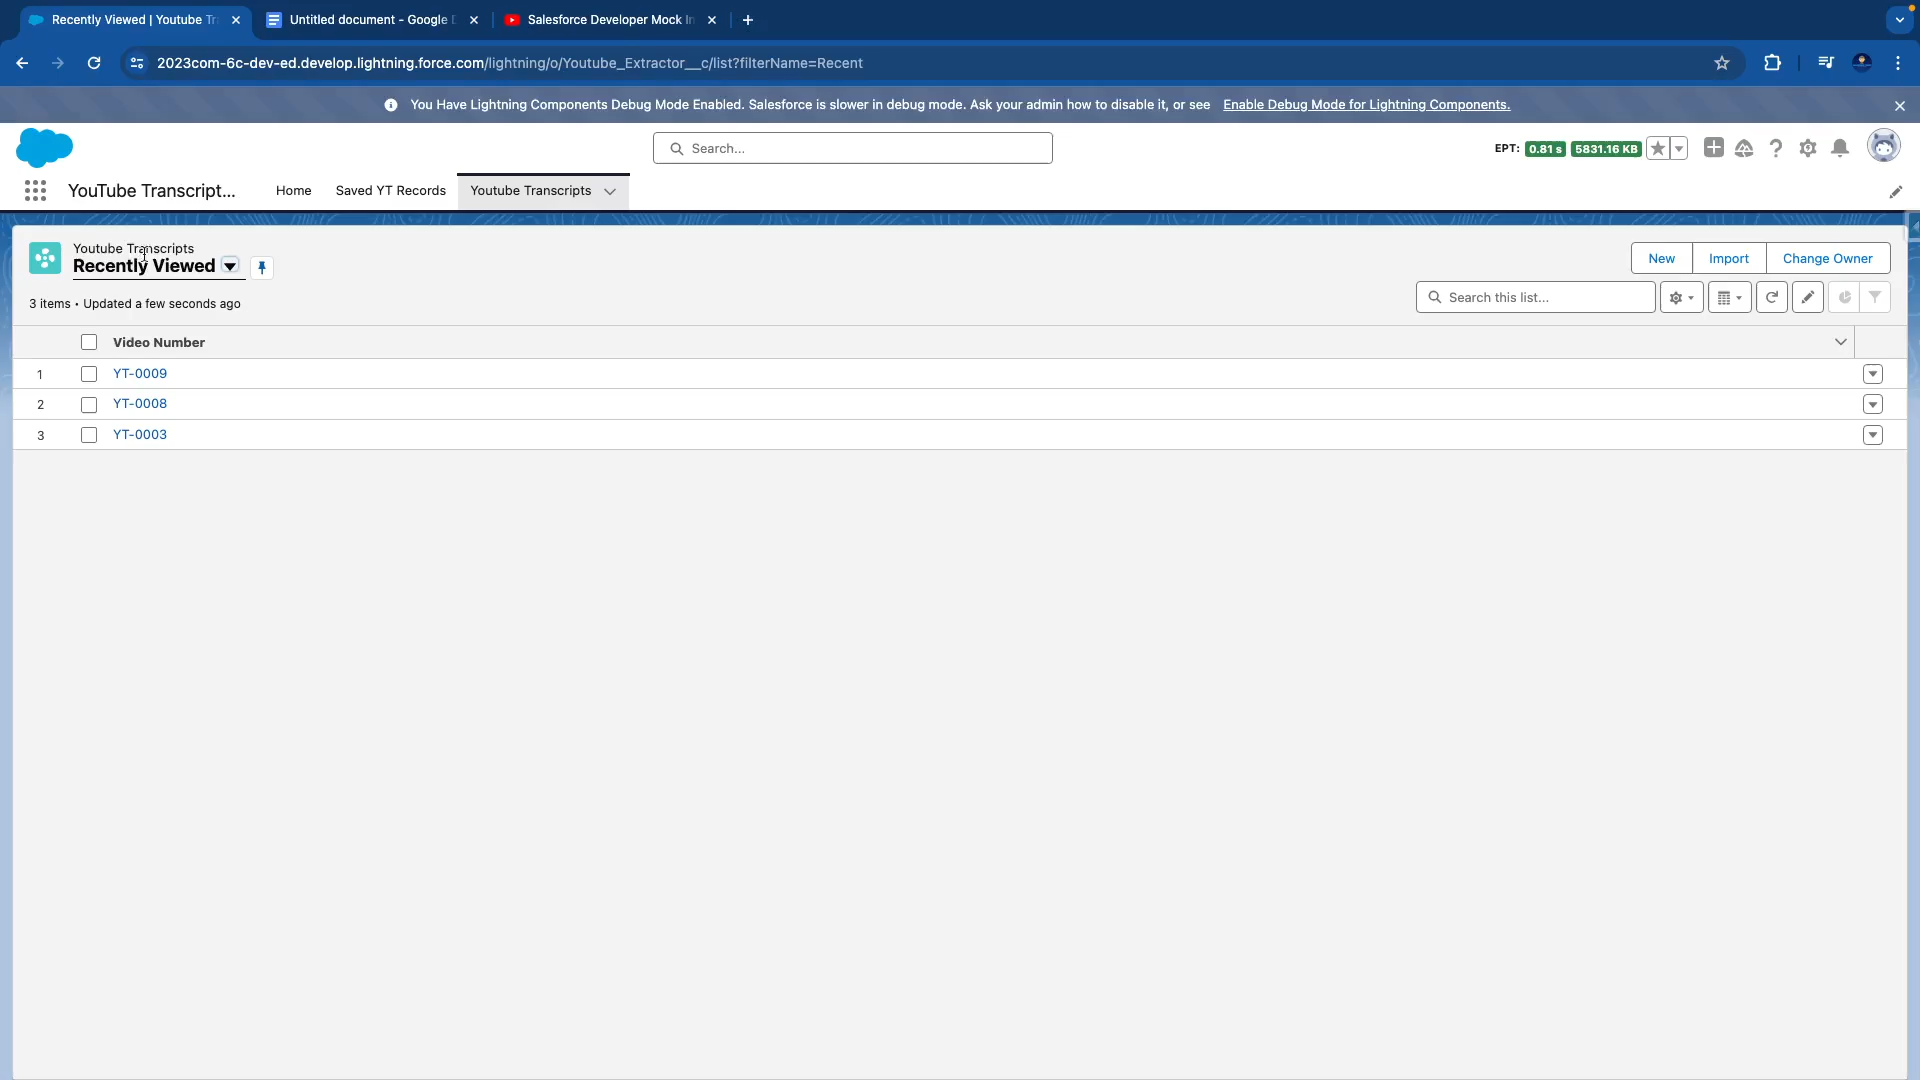 Recently Viewed | Youtube Tr
Untitled document - Google D
Salesforce Developer Mock In
2023com-6c-dev-ed.develop.lightning.force.com/lightning/o/Youtube_Extractor__c/list?filterName=Recent
You Have Lightning Components Debug Mode Enabled. Salesforce is slower in debug mode. Ask your admin how to disable it, or see Enable Debug Mode for Lightning Components.
Search...
EPT: 0.81 s 5831.16 KB
YouTube Transcript...
Home
Saved YT Records
Youtube Transcripts
Youtube Transcripts
Recently Viewed
New
Import
Change Owner
3 items • Updated a few seconds ago
Search this list...
Video Number
1 YT-0009
2 YT-0008
3 YT-0003